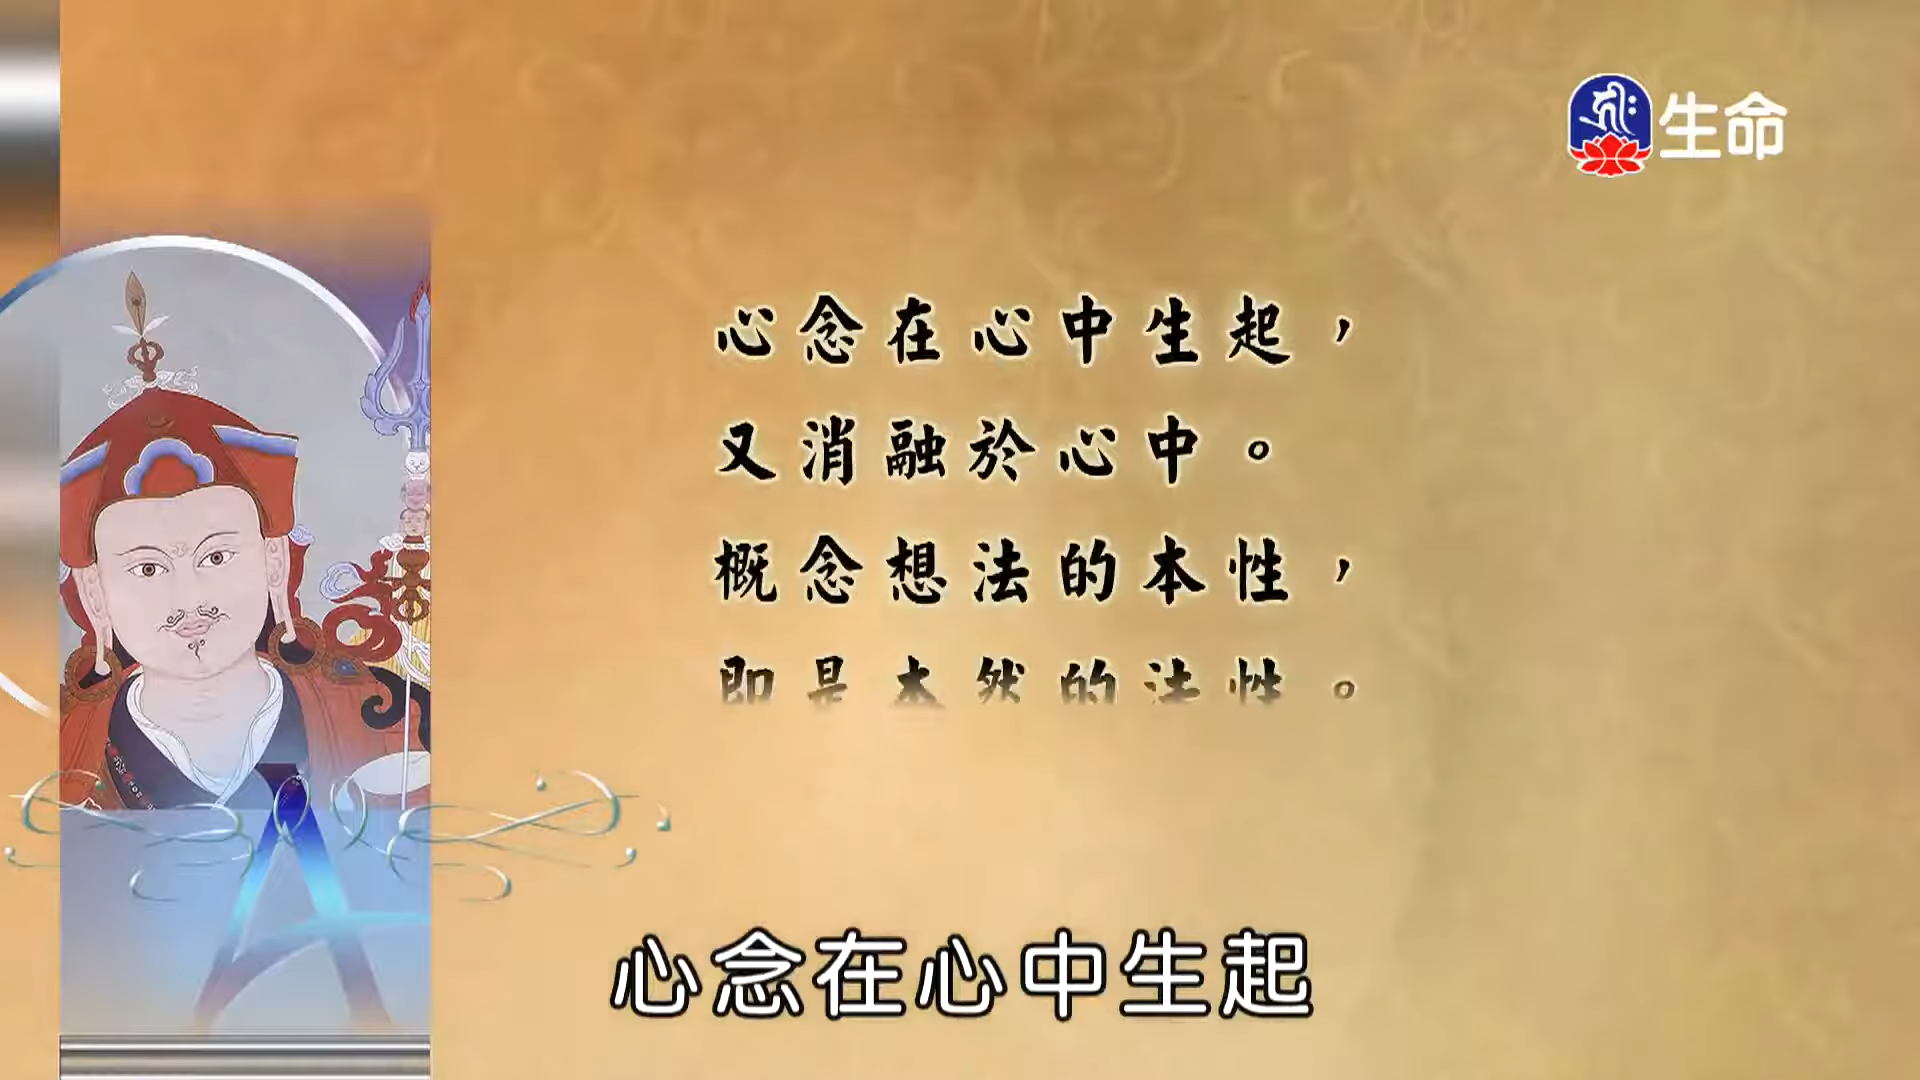 生命
心念在心中生起，
又消融於心中。
概念想法的本性，
即是本然的法性。
心念在心中生起